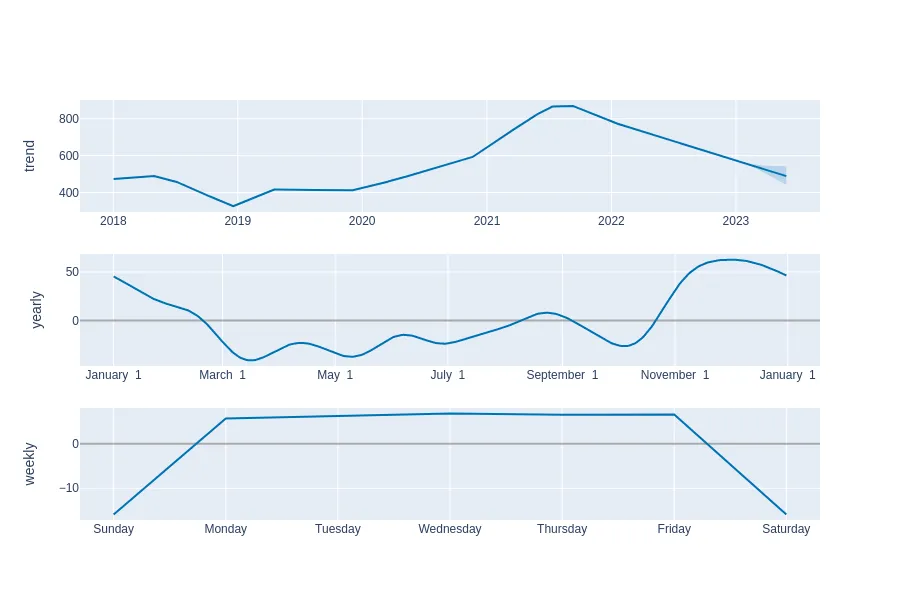 trend
800
600
400
2018 2019 2020 2021 2022 2023
yearly
50
0
January 1 March 1 May 1 July 1 September 1 November 1 January 1
weekly
0
−10
Sunday Monday Tuesday Wednesday Thursday Friday Saturday